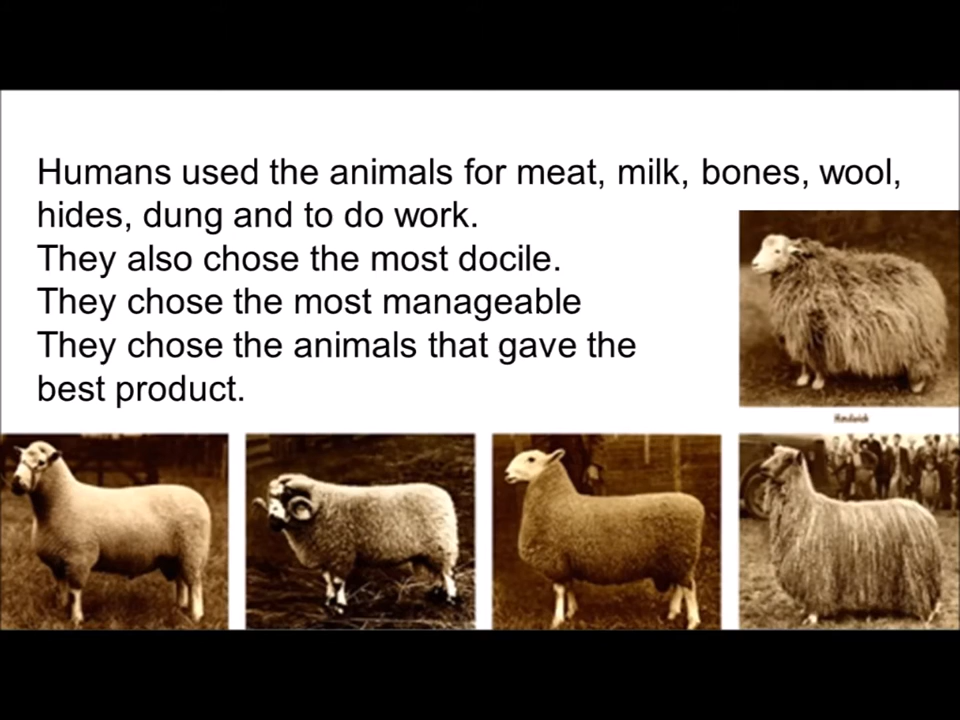 Humans used the animals for meat, milk, bones, wool,
hides, dung and to do work.
They also chose the most docile.
They chose the most manageable
They chose the animals that gave the
best product.